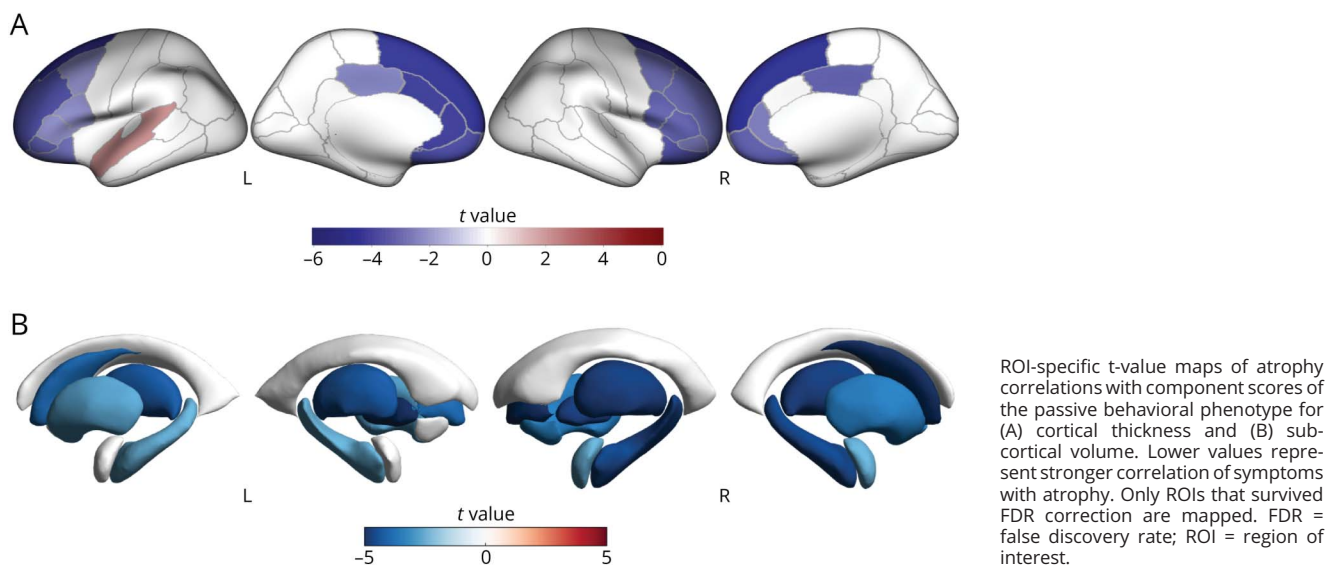 A
L
R
t value
–6 –4 –2 0 2 4 0
B
L
R
t value
–5 0 5
ROI-specific t-value maps of atrophy
correlations with component scores of
the passive behavioral phenotype for
(A) cortical thickness and (B) sub-
cortical volume. Lower values repre-
sent stronger correlation of symptoms
with atrophy. Only ROIs that survived
FDR correction are mapped. FDR =
false discovery rate; ROI = region of
interest.